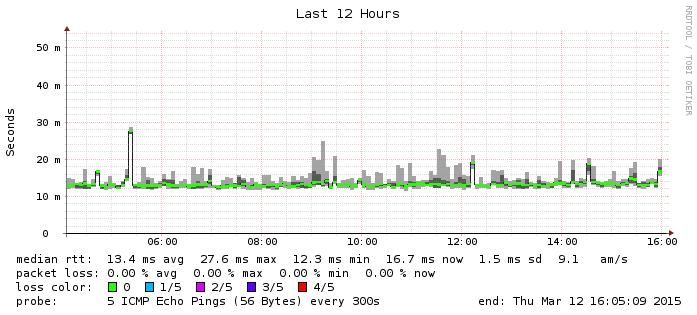 Last 12 Hours
RRDTOOL / TOBI OETIKER
Seconds
50 m
40 m
30 m
20 m
10 m
0
06:00 08:00 10:00 12:00 14:00 16:00
median rtt: 13.4 ms avg 27.6 ms max 12.3 ms min 16.7 ms now 1.5 ms sd 9.1 am/s
packet loss: 0.00 % avg 0.00 % max 0.00 % min 0.00 % now
loss color: 0 1/5 2/5 3/5 4/5
probe: 5 ICMP Echo Pings (56 Bytes) every 300s end: Thu Mar 12 16:05:09 2015